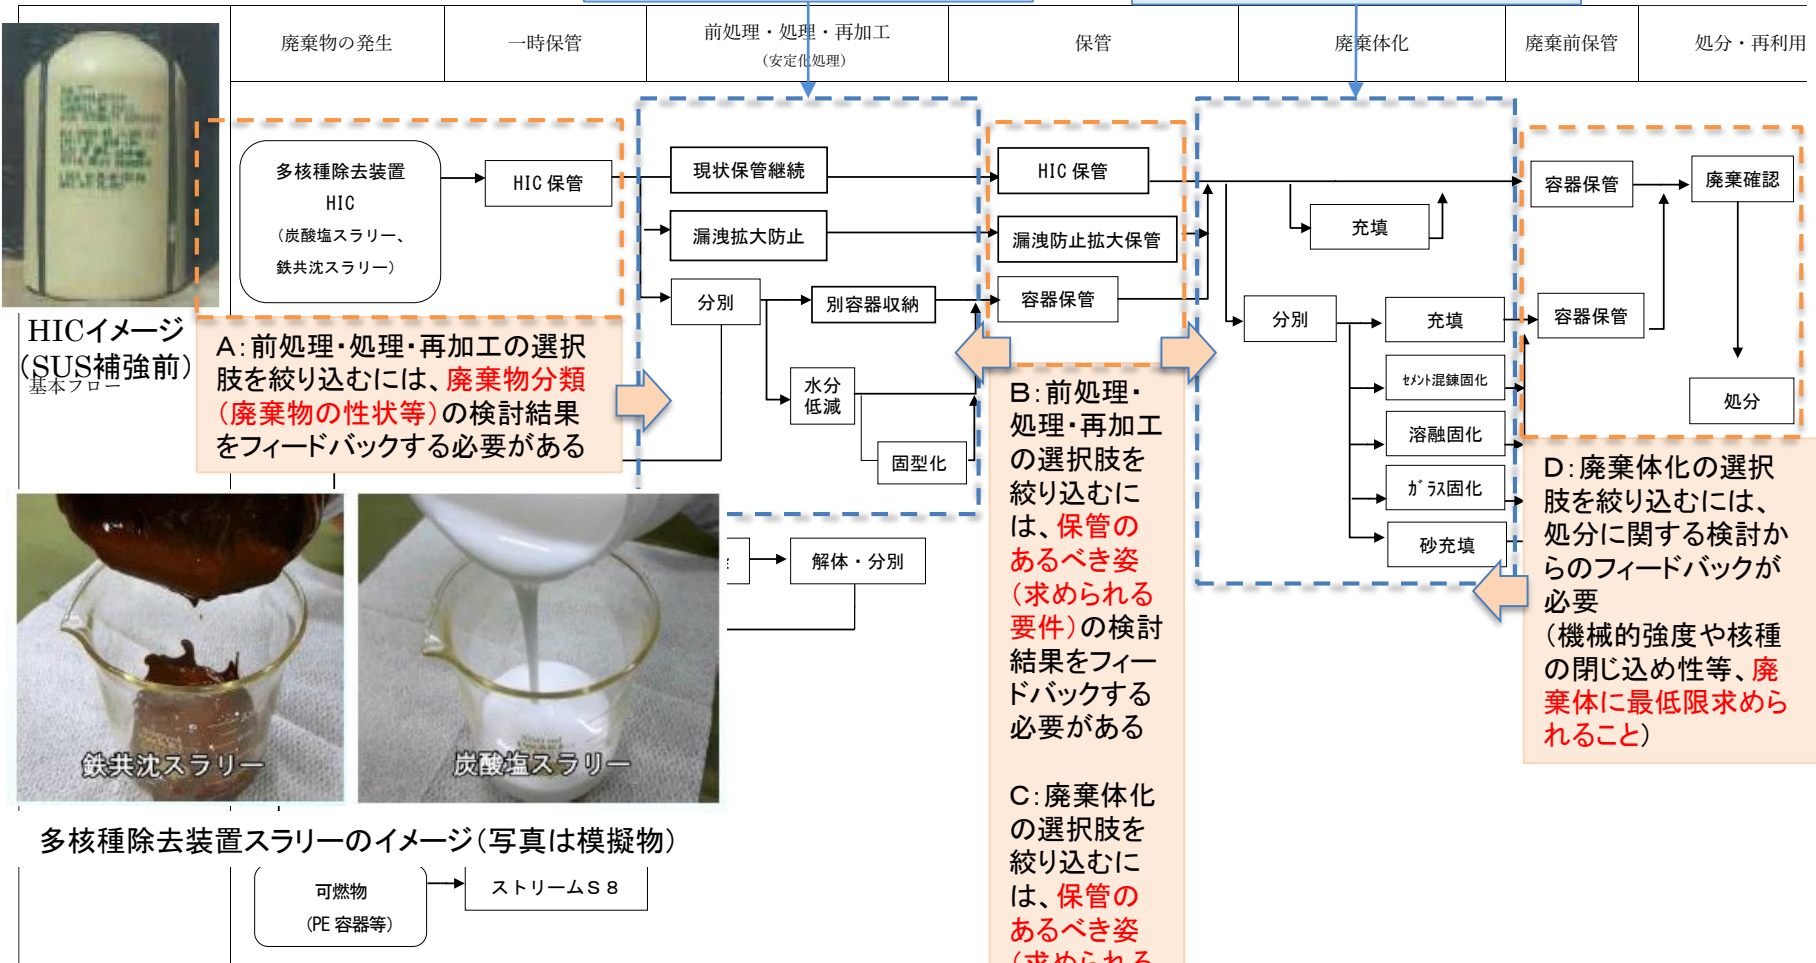 廃棄物の発生
一時保管
前処理・処理・再加工
(安定化処理)
保管
廃棄体化
廃棄前保管
処分・再利用
多核種除去装置
HIC
(炭酸塩スラリー、
鉄共沈スラリー)
HIC 保管
現状保管継続
漏洩拡大防止
分別
別容器収納
水分
低減
固型化
HIC 保管
漏洩防止拡大保管
容器保管
充填
分別
充填
ｾﾒﾝﾄ混錬固化
溶融固化
ｶﾞﾗｽ固化
砂充填
容器保管
容器保管
廃棄確認
処分
HICイメージ
(SUS補強前)
基本フロー
A：前処理・処理・再加工の選択
肢を絞り込むには、廃棄物分類
（廃棄物の性状等）の検討結果
をフィードバックする必要がある
B：前処理・
処理・再加工
の選択肢を
絞り込むに
は、保管の
あるべき姿
（求められる
要件）の検討
結果をフィー
ドバックする
必要がある
C：廃棄体化
の選択肢を
絞り込むに
は、保管の
あるべき姿
（求められる
D：廃棄体化の選択
肢を絞り込むには、
処分に関する検討か
らのフィードバックが
必要
（機械的強度や核種
の閉じ込め性等、廃
棄体に最低限求めら
れること）
解体・分別
鉄共沈スラリー
炭酸塩スラリー
多核種除去装置スラリーのイメージ（写真は模擬物）
可燃物
(PE 容器等)
ストリームＳ８